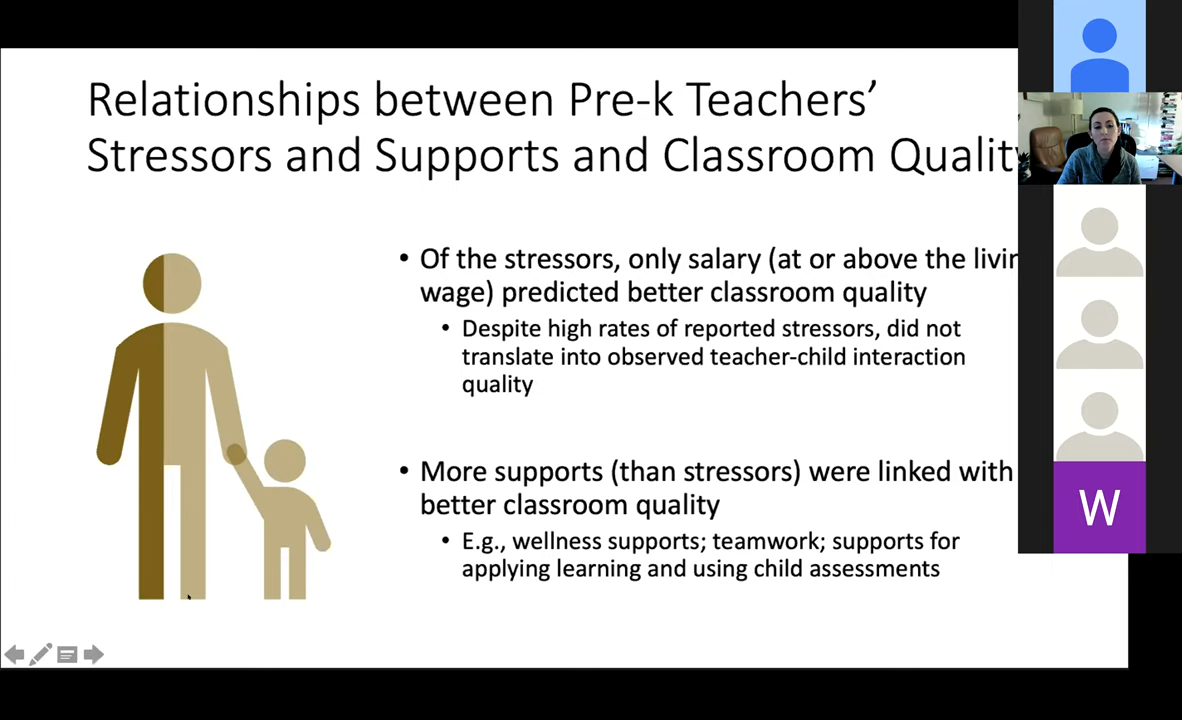 Relationships between Pre-k Teachers'
Stressors and Supports and Classroom Qualit
• Of the stressors, only salary (at or above the livin
wage) predicted better classroom quality
• Despite high rates of reported stressors, did not
translate into observed teacher-child interaction
quality
• More supports (than stressors) were linked with
better classroom quality
• E.g., wellness supports; teamwork; supports for
applying learning and using child assessments
W